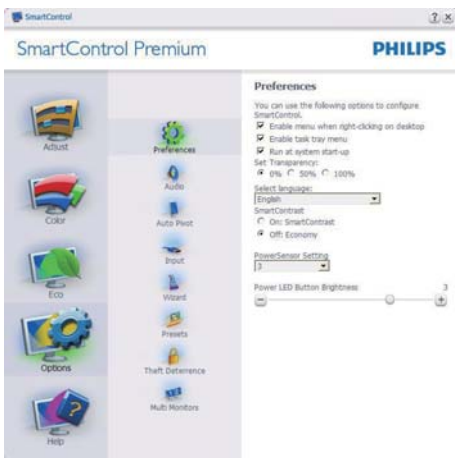 SmartControl
SmartControl Premium
PHILIPS
Adjust
Color
Eco
Options
Help
Preferences
Audio
Auto Pivot
Input
Wizard
Presets
Theft Deterrence
Multi Monitors
Preferences
You can use the following options to configure
SmartControl.
Enable menu when right-clicking on desktop
Enable task tray menu
Run at system start-up
Set Transparency:
0% 50% 100%
Select language:
English
SmartContrast
On: SmartContrast
Off: Economy
PowerSensor Setting
3
Power LED Button Brightness 3